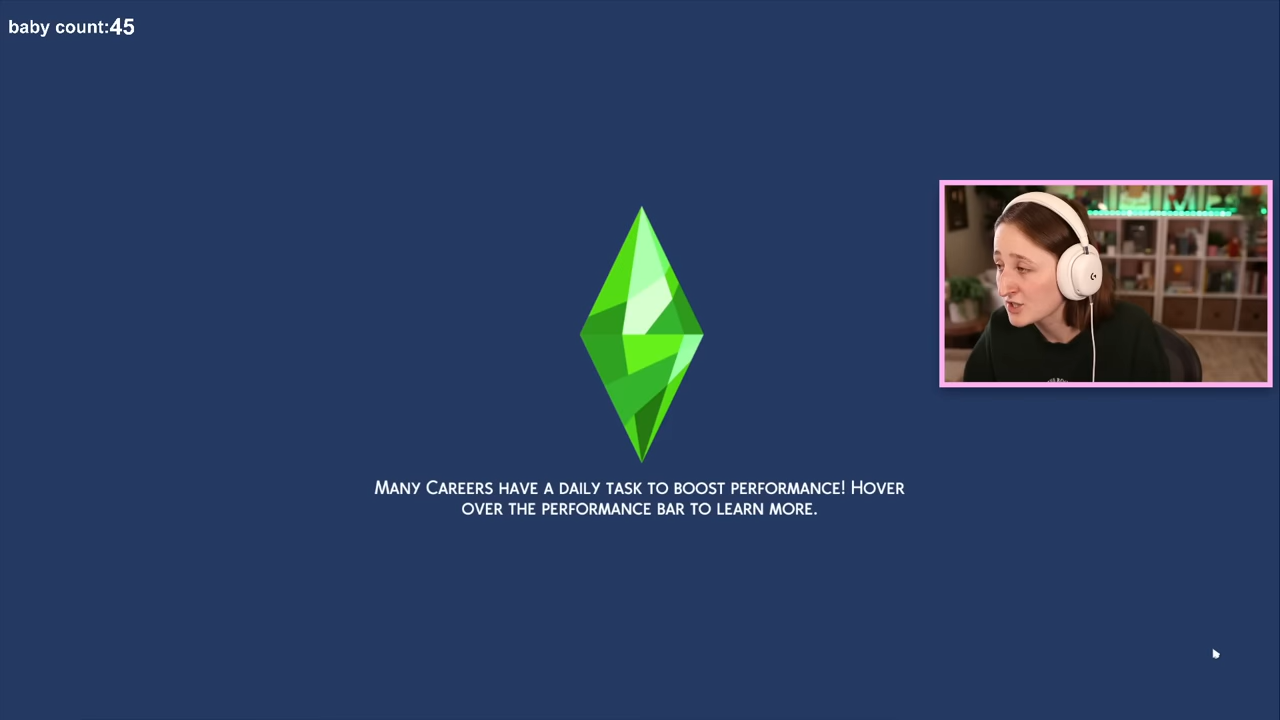 baby count:45
Many Careers have a daily task to boost performance! Hover
over the performance bar to learn more.